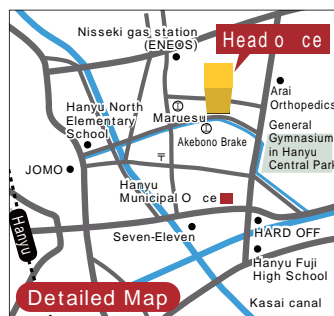 Nisseki gas station
(ENEOS)
Head o ce
Arai
Orthopedics
Hanyu North
Elementary
School
Maruesu
Akebono Brake
General
Gymnasium
in Hanyu
Central Park
〒
JOMO
Hanyu
Municipal O ce
Hanyu
Seven-Eleven
HARD OFF
Hanyu Fuji
High School
Detailed Map
Kasai canal